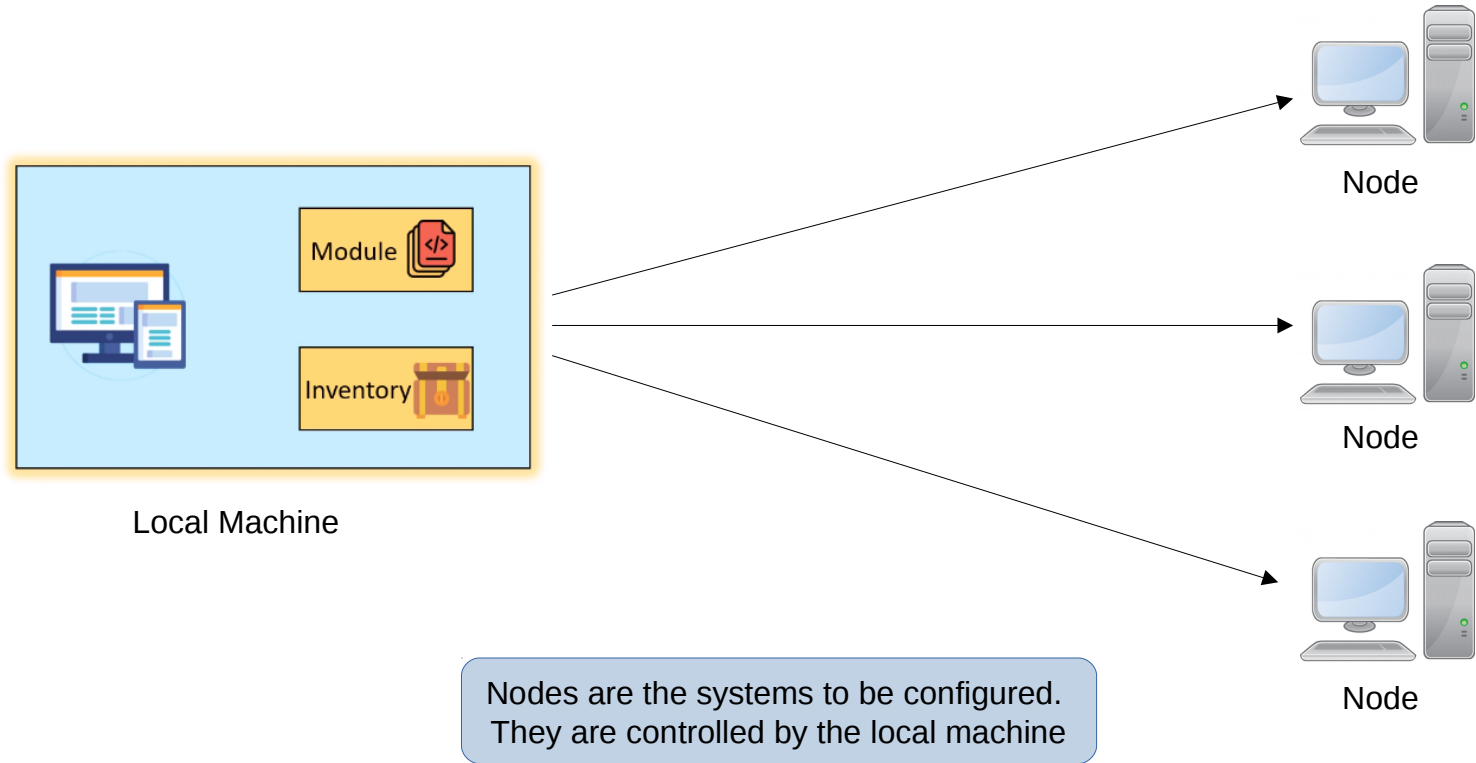 Node
Module </>
Inventory
Node
Local Machine
Node
Nodes are the systems to be configured.
They are controlled by the local machine